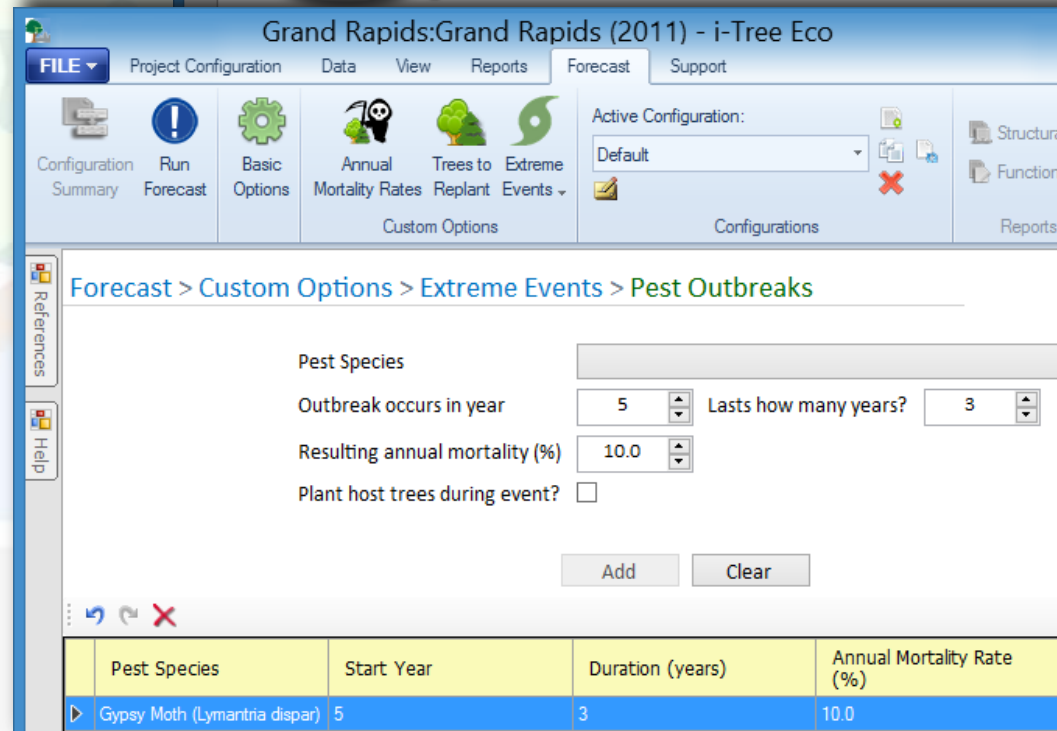 Grand Rapids:Grand Rapids (2011) - i-Tree Eco
FILE Project Configuration Data View Reports Forecast Support
Configuration Summary
Run Forecast
Basic Options
Annual Mortality Rates
Trees to Replant
Extreme Events
Custom Options
Active Configuration:
Default
Configurations
Structura
Function
Reports
References
Help
Forecast > Custom Options > Extreme Events > Pest Outbreaks
Pest Species
Outbreak occurs in year 5 Lasts how many years? 3
Resulting annual mortality (%) 10.0
Plant host trees during event?
Add Clear
Pest Species Start Year Duration (years) Annual Mortality Rate (%)
Gypsy Moth (Lymantria dispar) 5 3 10.0